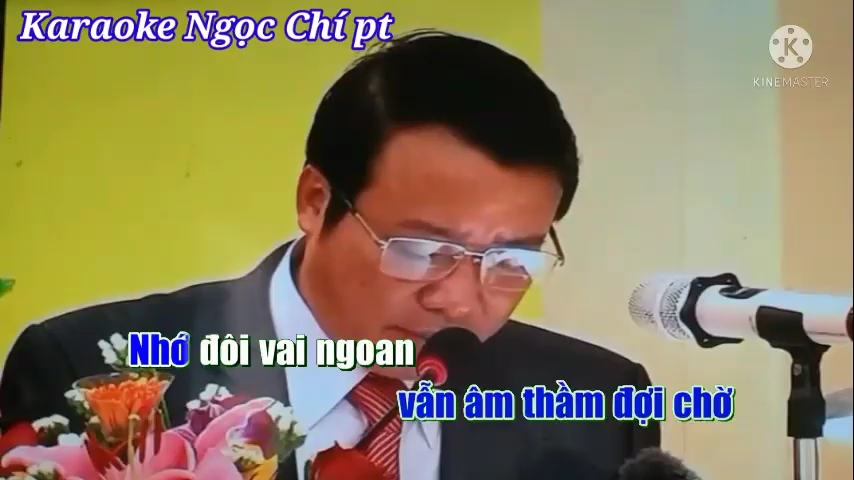 Karaoke Ngọc Chí pt
KINEMASTER
Nhớ đôi vai ngoan
vẫn âm thầm đợi chờ